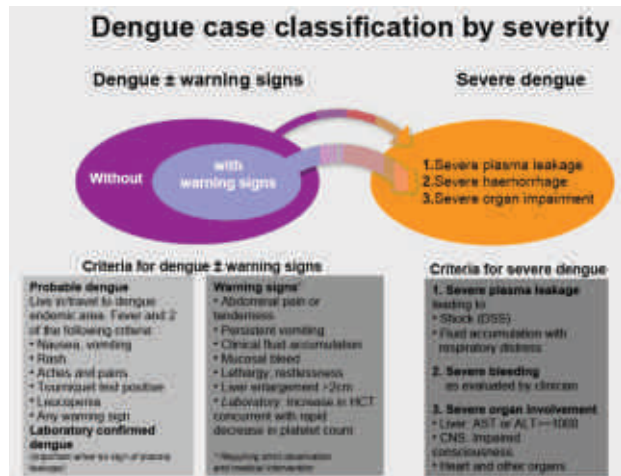 Dengue case classification by severity
Dengue ± warning signs
Severe dengue
Without
with
warning signs
1.Severe plasma leakage
2.Severe haemorrhage
3.Severe organ impairment
Criteria for dengue ± warning signs
Criteria for severe dengue
Probable dengue
Live in/travel to dengue
endemic area. Fever and 2
of the following criteria:
• Nausea, vomiting
• Rash
• Aches and pains
• Tourniquet test positive
• Leucopenia
• Any warning sign
Laboratory confirmed
dengue
(important when no sign of plasma
leakage)
Warning signs*
• Abdominal pain or
tenderness
• Persistent vomiting
• Clinical fluid accumulation
• Mucosal bleed
• Lethargy, restlessness
• Liver enlargement >2cm
• Laboratory: Increase in HCT
concurrent with rapid
decrease in platelet count
* Requiring strict observation
and medical intervention
1. Severe plasma leakage
leading to:
• Shock (DSS)
• Fluid accumulation with
respiratory distress
2. Severe bleeding
as evaluated by clinician
3. Severe organ involvement
• Liver: AST or ALT>=1000
• CNS: Impaired
consciousness
• Heart and other organs